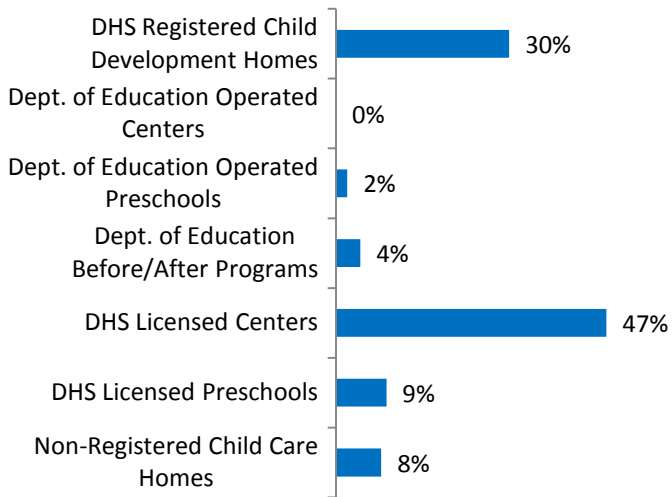 DHS Registered Child
Development Homes
30%
Dept. of Education Operated
Centers
0%
Dept. of Education Operated
Preschools
2%
Dept. of Education
Before/After Programs
4%
DHS Licensed Centers
47%
DHS Licensed Preschools
9%
Non-Registered Child Care
Homes
8%